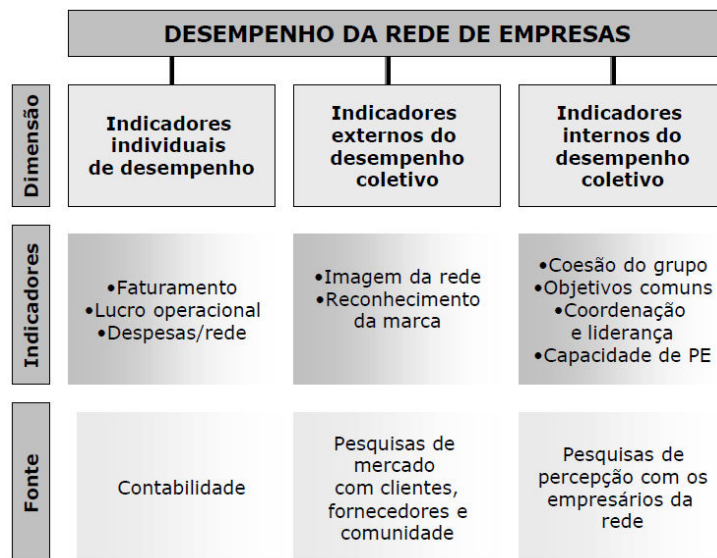 DESEMPENHO DA REDE DE EMPRESAS
Dimensão
Indicadores
individuais
de desempenho
Indicadores
externos do
desempenho
coletivo
Indicadores
internos do
desempenho
coletivo
Indicadores
•Faturamento
•Lucro operacional
•Despesas/rede
•Imagem da rede
•Reconhecimento
da marca
•Coesão do grupo
•Objetivos comuns
•Coordenação
e liderança
•Capacidade de PE
Fonte
Contabilidade
Pesquisas de
mercado
com clientes,
fornecedores e
comunidade
Pesquisas de
percepção com os
empresários da
rede